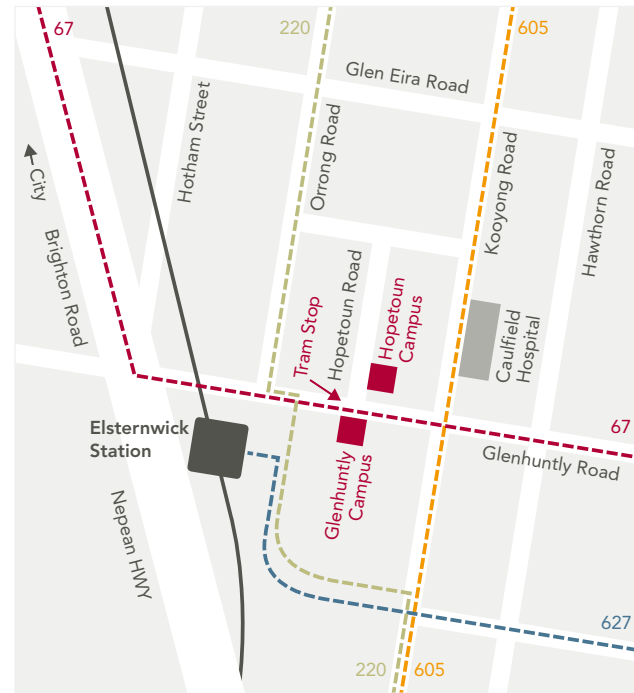 67
220
605
Glen Eira Road
Hotham Street
Orrong Road
Kooyong Road
Hawthorn Road
City
Brighton Road
Hopetoun Road
Hopetoun
Campus
Tram Stop
Caulfield
Hospital
Elsternwick
Station
67
Glenhuntly Road
Glenhuntly
Campus
Nepean HWY
627
220
605